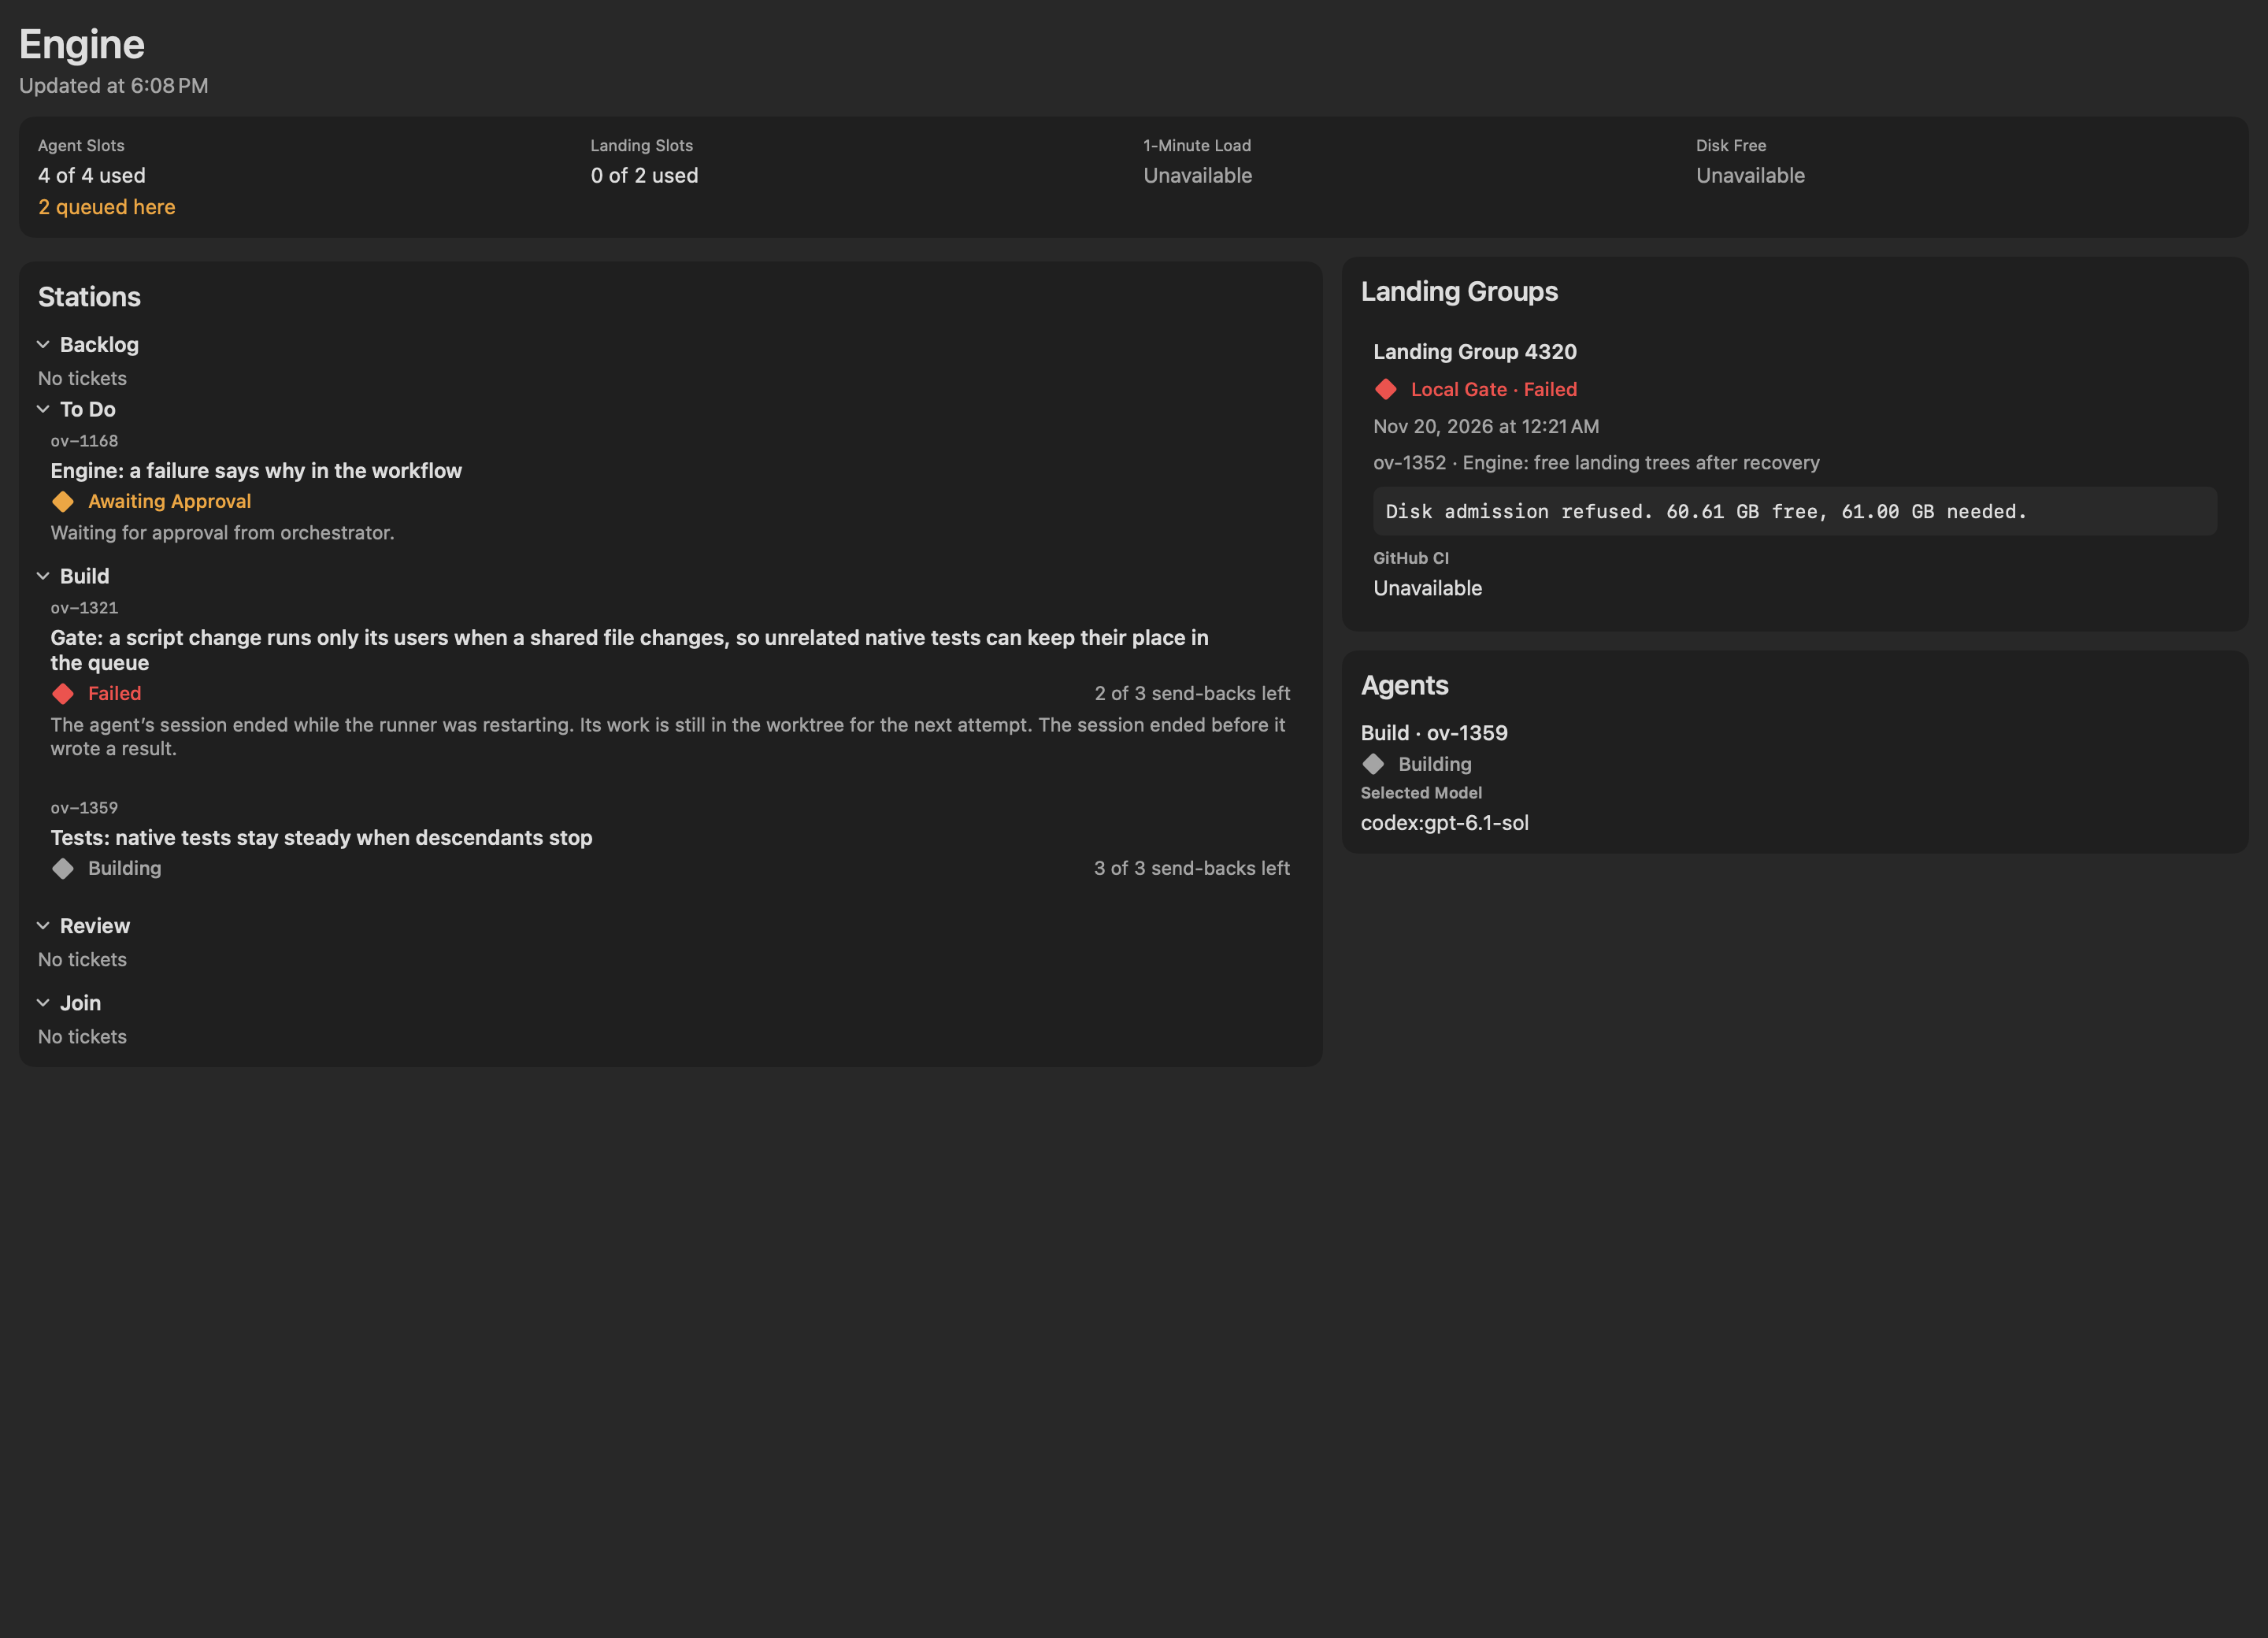 Engine
Updated at 6:08 PM
Agent Slots
4 of 4 used
2 queued here
Landing Slots
0 of 2 used
1-Minute Load
Unavailable
Disk Free
Unavailable
Stations
Backlog
No tickets
To Do
ov-1168
Engine: a failure says why in the workflow
Awaiting Approval
Waiting for approval from orchestrator.
Build
ov-1321
Gate: a script change runs only its users when a shared file changes, so unrelated native tests can keep their place in
the queue
Failed
2 of 3 send-backs left
The agent’s session ended while the runner was restarting. Its work is still in the worktree for the next attempt. The session ended before it
wrote a result.
ov-1359
Tests: native tests stay steady when descendants stop
Building
3 of 3 send-backs left
Review
No tickets
Join
No tickets
Landing Groups
Landing Group 4320
Local Gate · Failed
Nov 20, 2026 at 12:21 AM
ov-1352 · Engine: free landing trees after recovery
Disk admission refused. 60.61 GB free, 61.00 GB needed.
GitHub CI
Unavailable
Agents
Build · ov-1359
Building
Selected Model
codex:gpt-6.1-sol